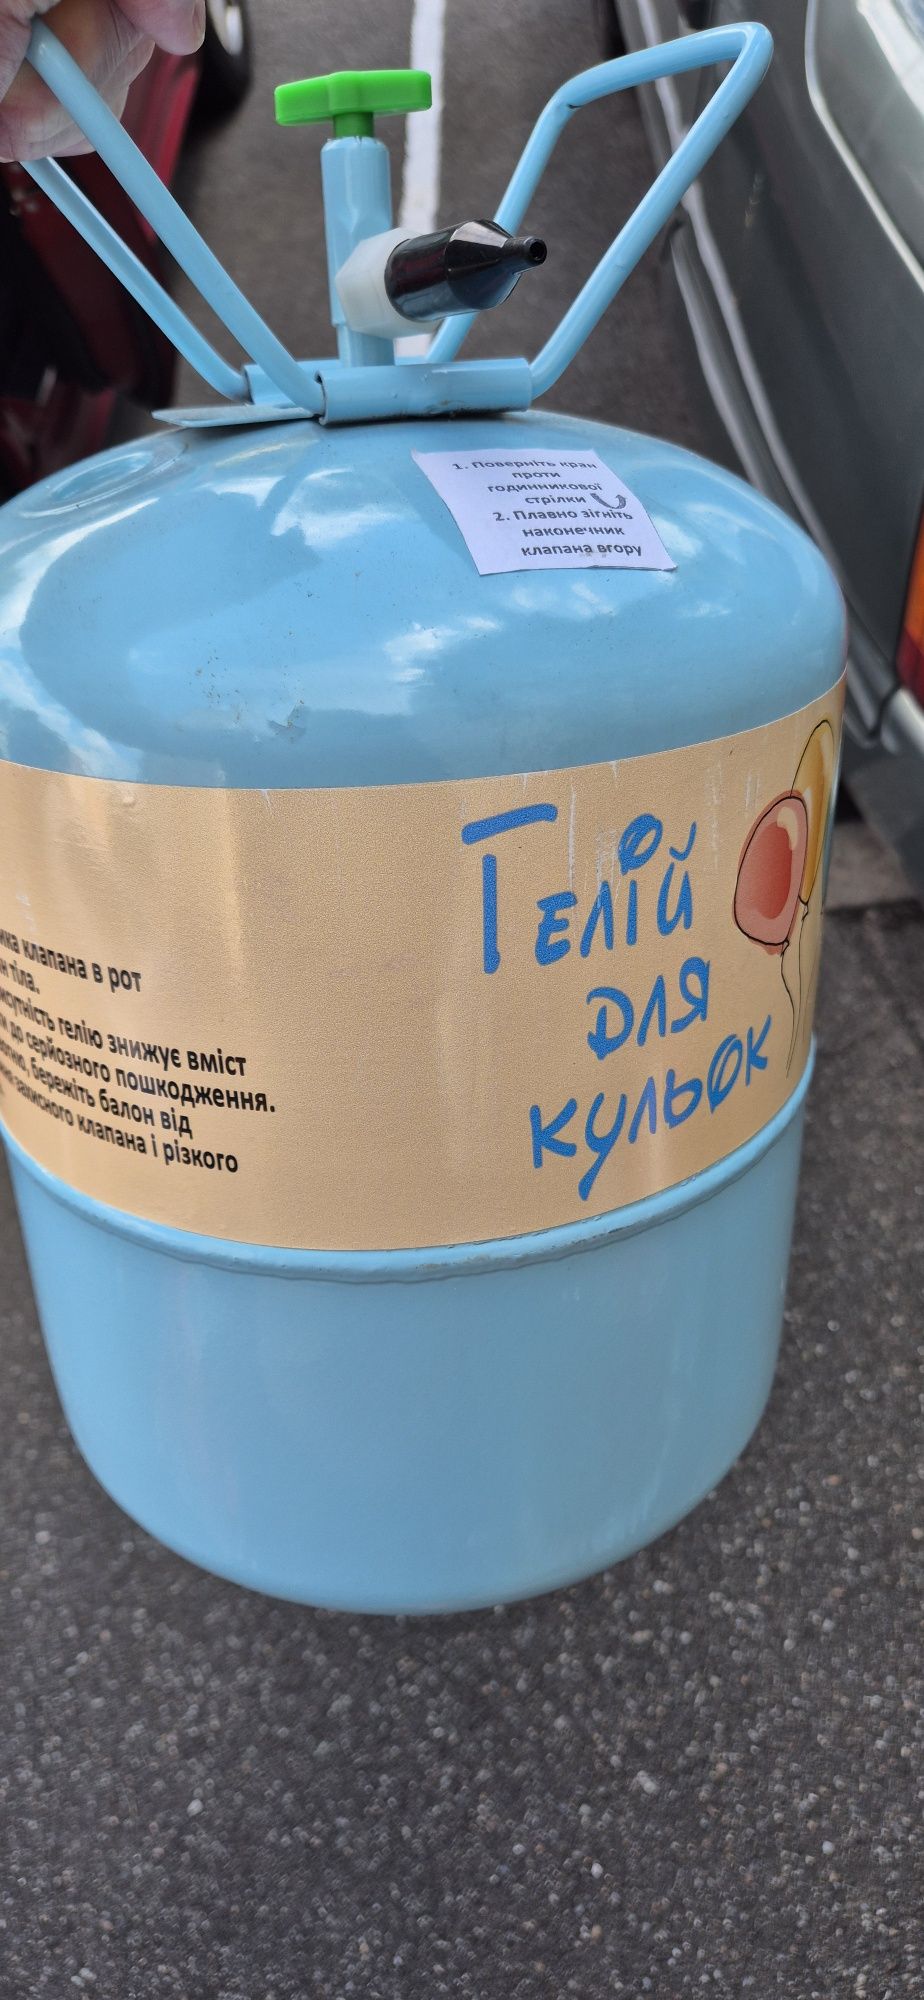 1. Поверніть кран
проти
годинникової
стрілки
2. Плавно зігніть
наконечник
клапана вгору
Гелій
для
кульок
клапана в рот
тіла.
гелію знижує вміст
до серйозного пошкодження.
бережіть балон від
захисного клапана і різкого